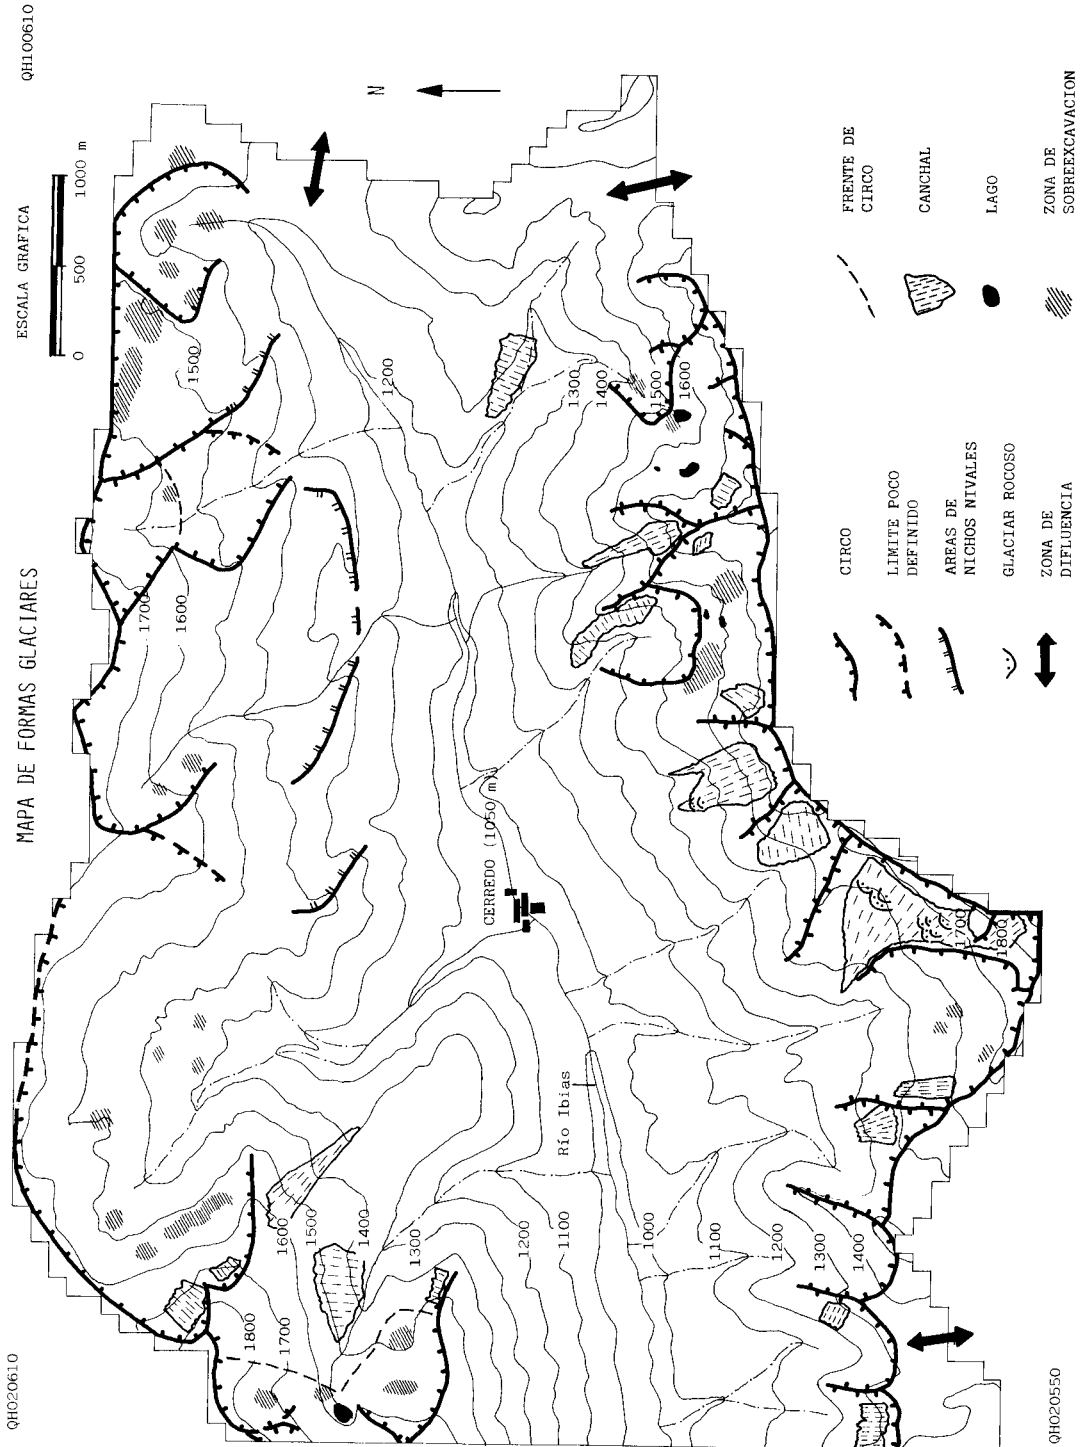 QH020610
QH100610
MAPA DE FORMAS GLACIARES
ESCALA GRAFICA
0
500
1000 m
N
1500
1200
1700
1600
1300
1400
1500
1600
CERREDO (1050 m)
Río Ibias
1800
1700
1600
1500
1400
1300
1200
1100
1000
1100
1200
1300
1400
1700
1800
CIRCO
LIMITE POCO
DEFINIDO
AREAS DE
NICHOS NIVALES
GLACIAR ROCOSO
ZONA DE
DIFLUENCIA
FRENTE DE
CIRCO
CANCHAL
LAGO
ZONA DE
SOBREEXCAVACION
QH020550